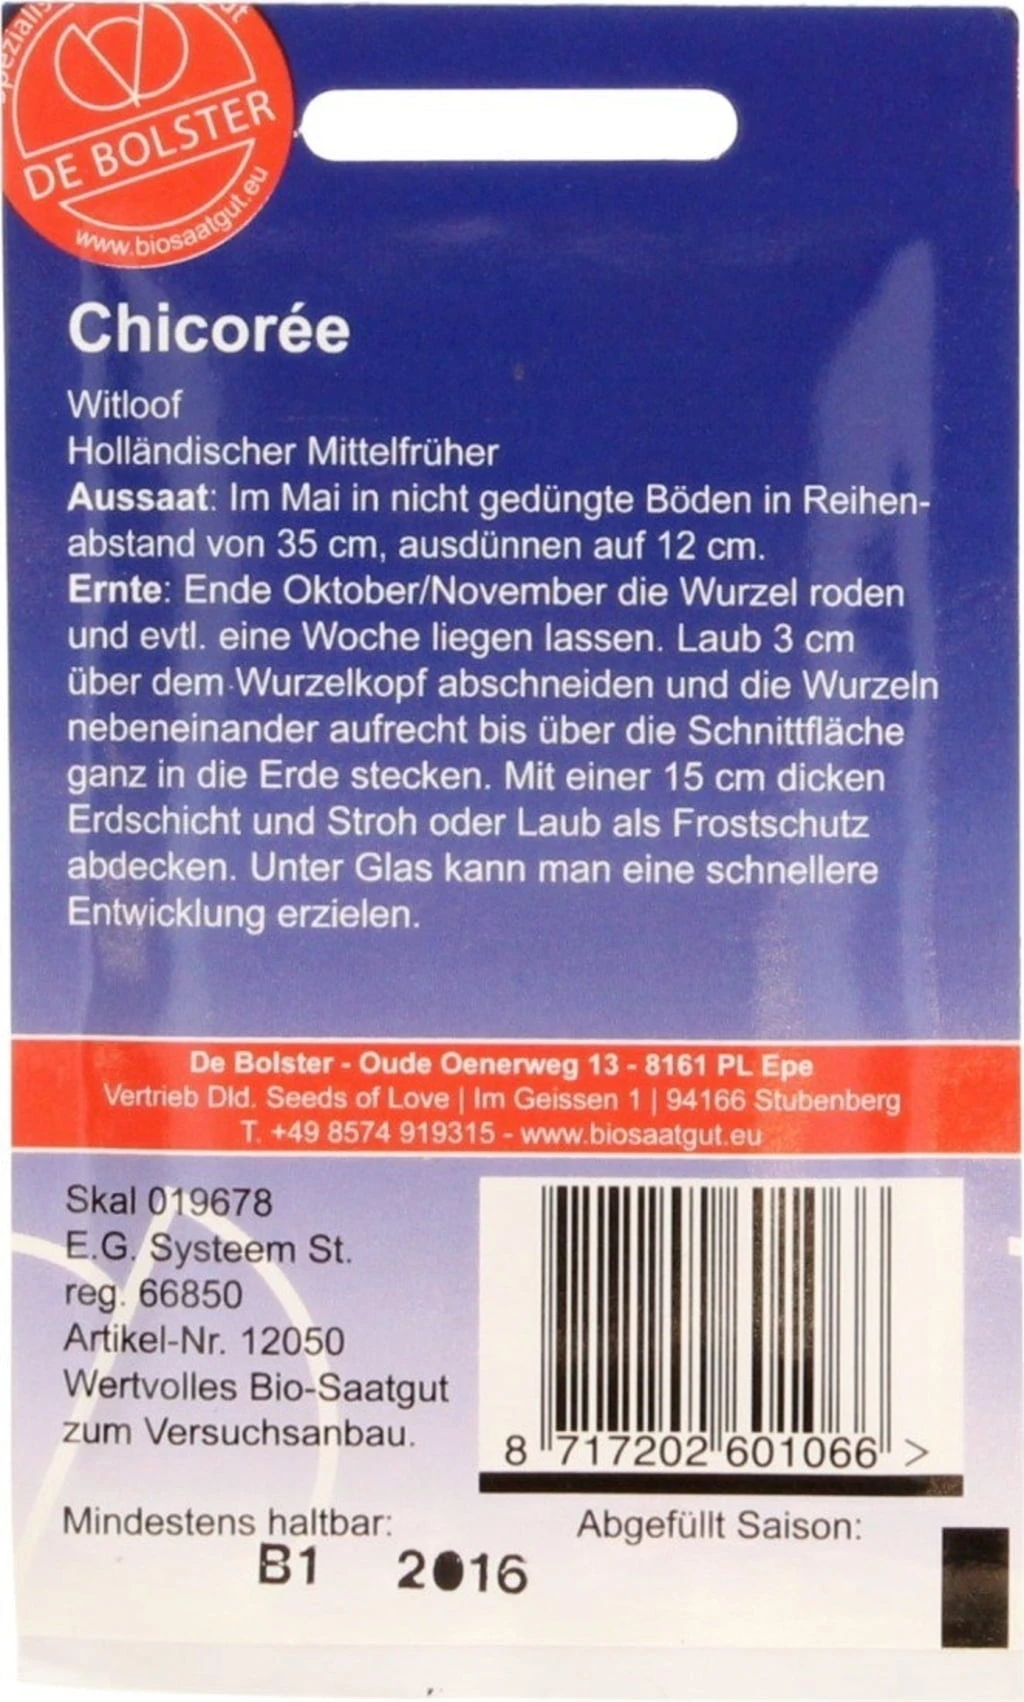 DE BOLSTER
www.biosaatgut.eu
Chicorée
Witloof
Holländischer Mittelfrüher
Aussaat: Im Mai in nicht gedüngte Böden in Reihen-
abstand von 35 cm, ausdünnen auf 12 cm.
Ernte: Ende Oktober/November die Wurzel roden
und evtl. eine Woche liegen lassen. Laub 3 cm
über dem Wurzelkopf abschneiden und die Wurzeln
nebeneinander aufrecht bis über die Schnittfläche
ganz in die Erde stecken. Mit einer 15 cm dicken
Erdschicht und Stroh oder Laub als Frostschutz
abdecken. Unter Glas kann man eine schnellere
Entwicklung erzielen.
De Bolster - Oude Oenerweg 13 - 8161 PL Epe
Vertrieb Dld. Seeds of Love | Im Geissen 1 | 94166 Stubenberg
T. +49 8574 919315 - www.biosaatgut.eu
Skal 019678
E.G. Systeem St.
reg. 66850
Artikel-Nr. 12050
Wertvolles Bio-Saatgut
zum Versuchsanbau.
8 717202 601066 >
Mindestens haltbar:
Abgefüllt Saison:
B1 2016